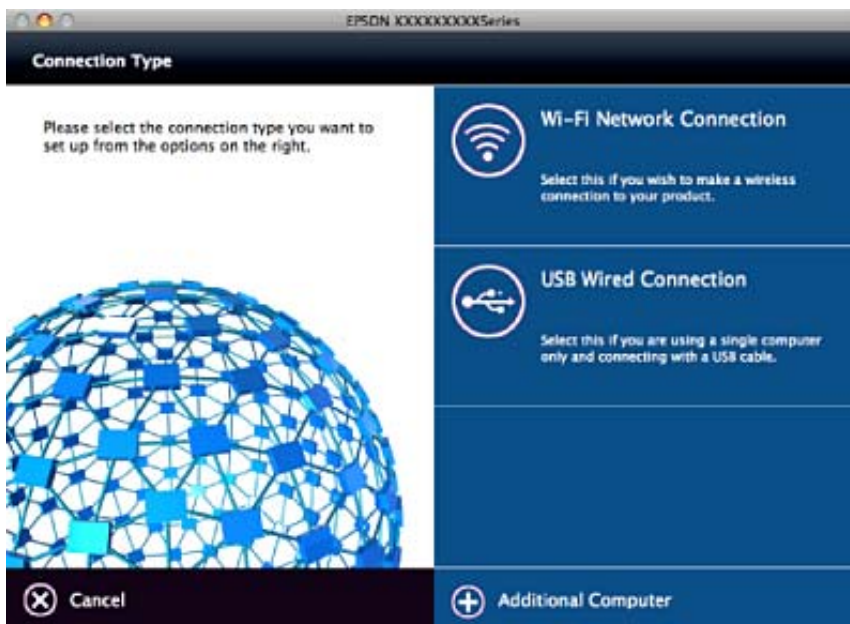 EPSON XXXXXXXXXSeries
Connection Type
Please select the connection type you want to
set up from the options on the right.
Wi-Fi Network Connection
Select this if you wish to make a wireless
connection to your product.
USB Wired Connection
Select this if you are using a single computer
only and connecting with a USB cable.
Cancel
Additional Computer